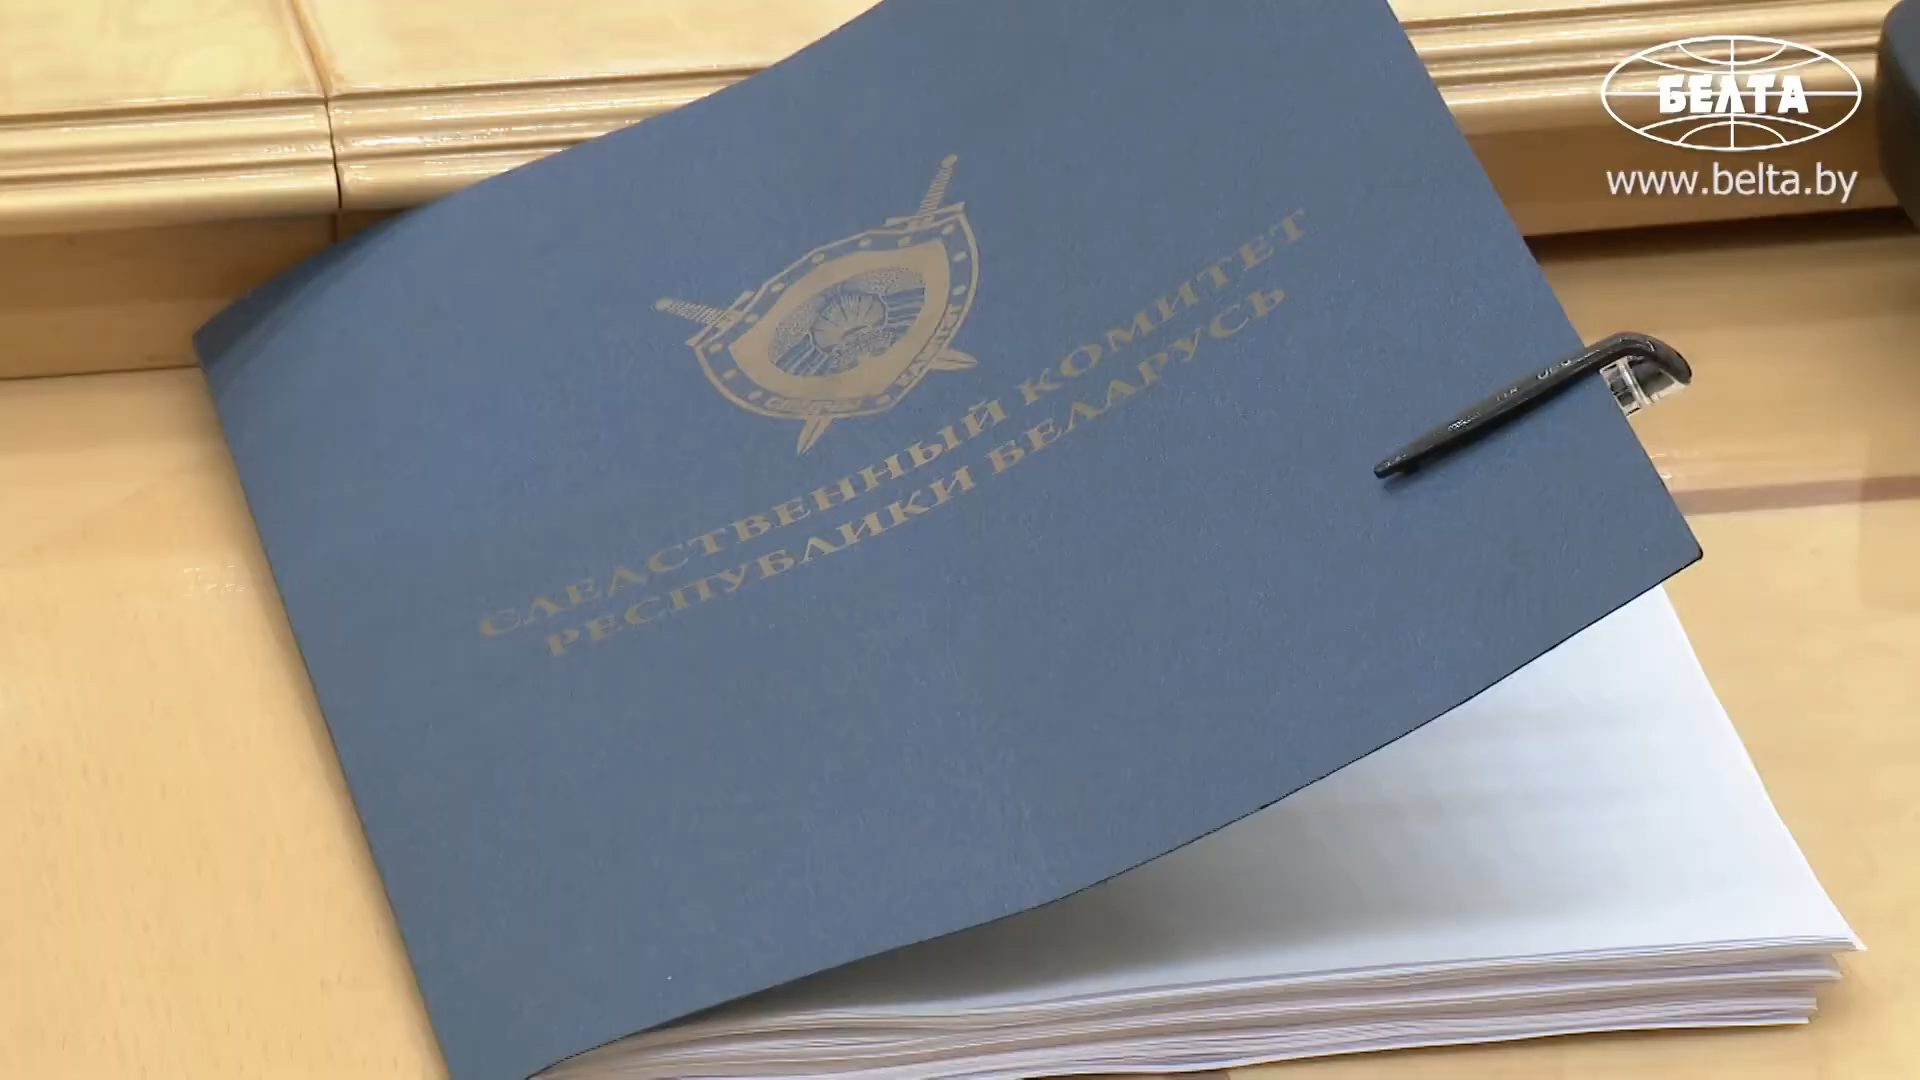 СЛЕДСТВЕННЫЙ КОМИТЕТ
РЕСПУБЛИКИ БЕЛАРУСЬ
БЕЛТА
www.belta.by